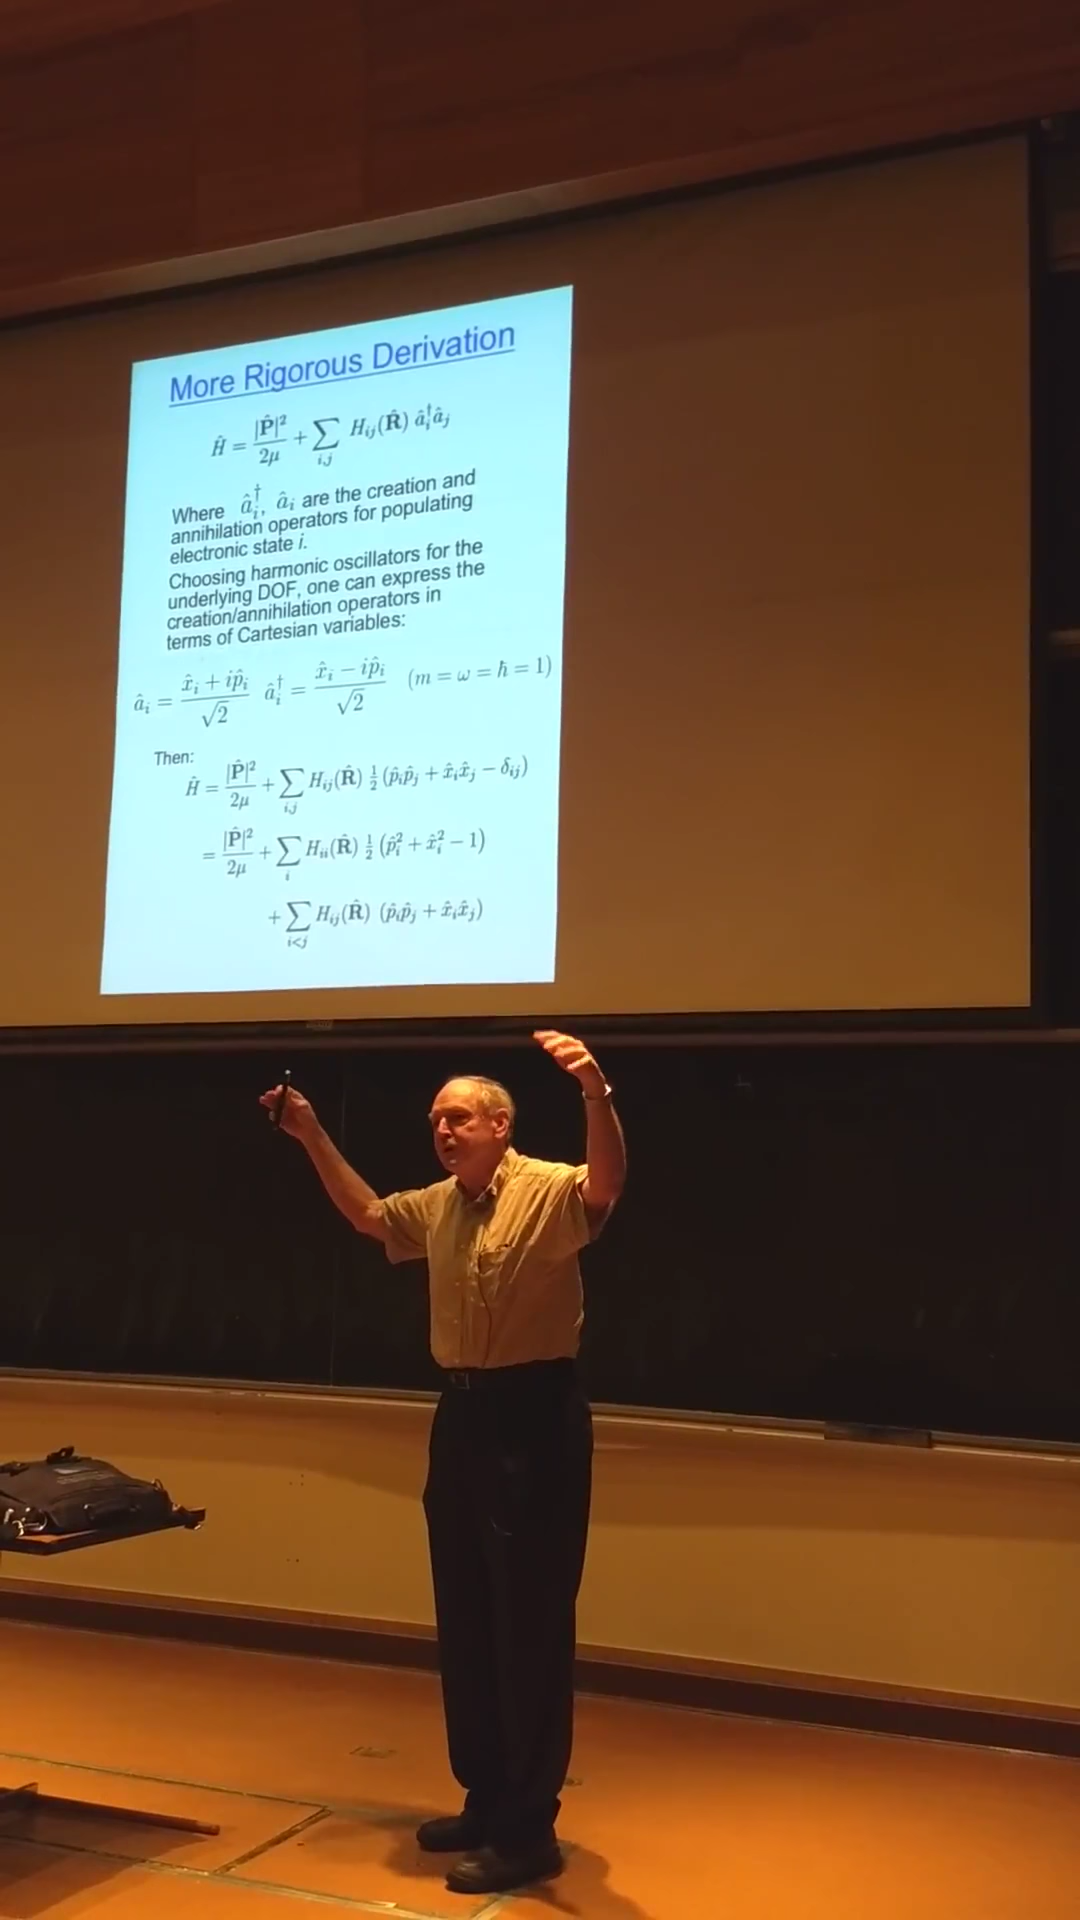 More Rigorous Derivation
Ĥ = |P̂|²/2μ + ∑_{i,j} H_{ij}(R̂) â_i† â_j
Where â_i†, â_i are the creation and
annihilation operators for populating
electronic state i.
Choosing harmonic oscillators for the
underlying DOF, one can express the
creation/annihilation operators in
terms of Cartesian variables:
â_i = (x̂_i + ip̂_i)/√2 â_i† = (x̂_i − ip̂_i)/√2 (m = ω = ħ = 1)
Then:
Ĥ = |P̂|²/2μ + ∑_{i,j} H_{ij}(R̂) ½ (p̂_i p̂_j + x̂_i x̂_j − δ_{ij})
= |P̂|²/2μ + ∑_i H_{ii}(R̂) ½ (p̂_i² + x̂_i² − 1)
+ ∑_{i<j} H_{ij}(R̂) (p̂_i p̂_j + x̂_i x̂_j)